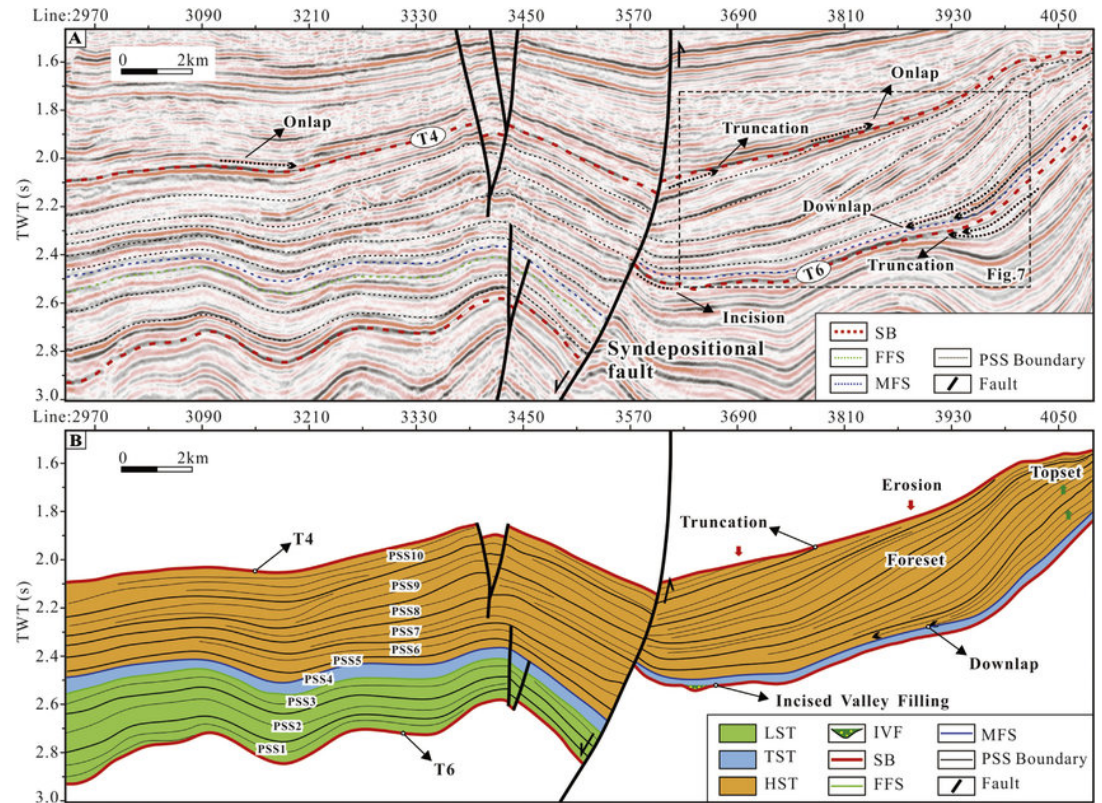 Line:2970 3090 3210 3330 3450 3570 3690 3810 3930 4050
A
0 2km
1.6
1.8
2.0
2.2
2.4
2.6
2.8
3.0
TWT (s)
Onlap
T4
Onlap
Truncation
Downlap
T6
Truncation
Fig.7
Incision
Syndepositional
fault
SB
FFS PSS Boundary
MFS Fault
Line:2970 3090 3210 3330 3450 3570 3690 3810 3930 4050
B
0 2km
1.6
1.8
2.0
2.2
2.4
2.6
2.8
3.0
TWT (s)
T4
Erosion
Topset
Truncation
Foreset
PSS10
PSS9
PSS8
PSS7
PSS6
PSS5
PSS4
PSS3
PSS2
PSS1
T6
Downlap
Incised Valley Filling
LST IVF MFS
TST SB PSS Boundary
HST FFS Fault